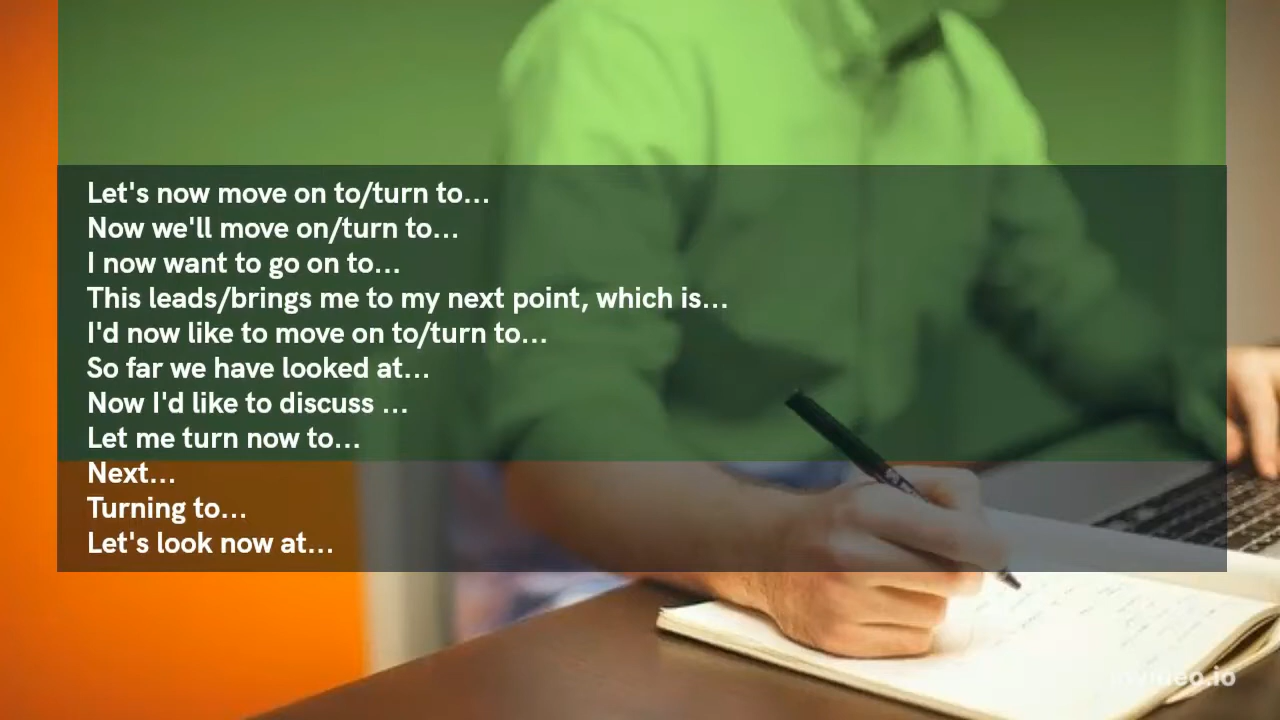 Let's now move on to/turn to...
Now we'll move on/turn to...
I now want to go on to...
This leads/brings me to my next point, which is...
I'd now like to move on to/turn to...
So far we have looked at...
Now I'd like to discuss ...
Let me turn now to...
Next...
Turning to...
Let's look now at...